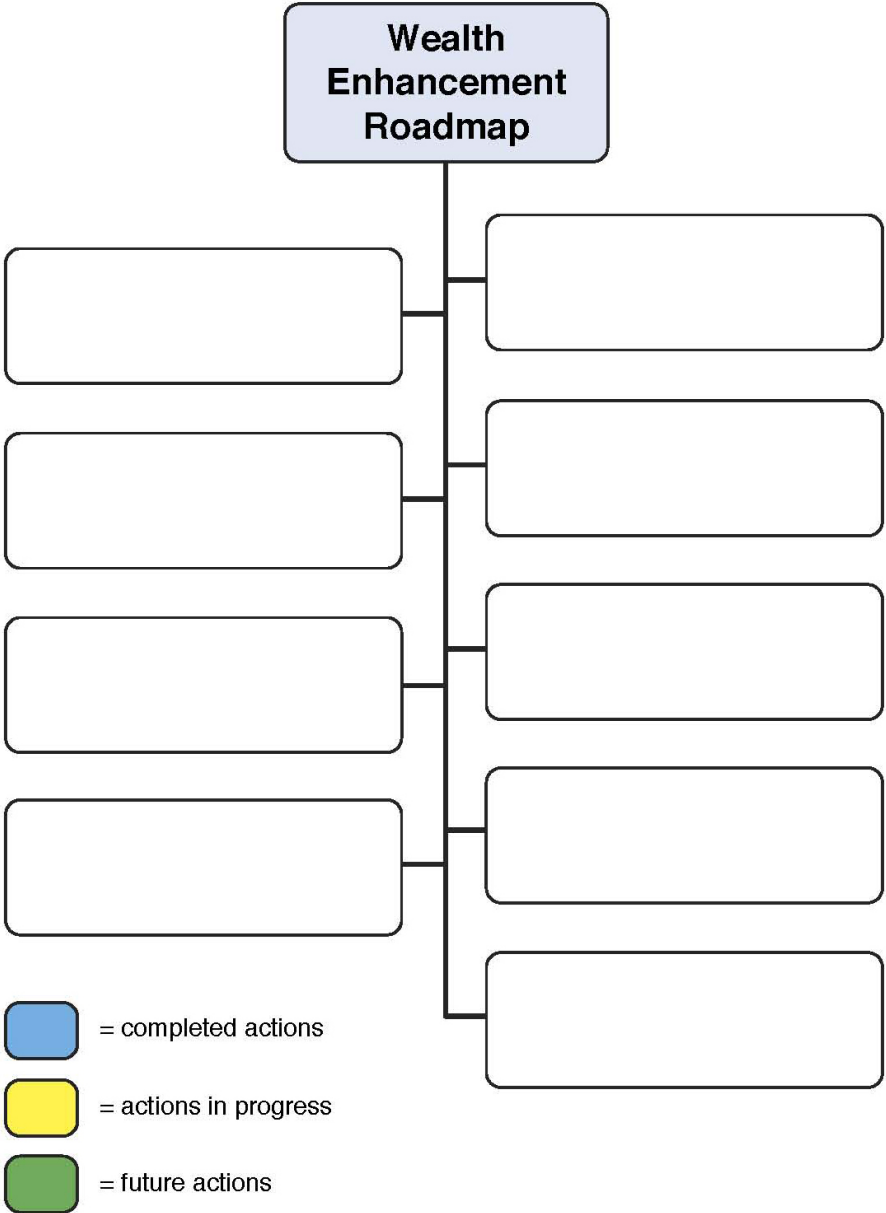 Wealth
Enhancement
Roadmap
= completed actions
= actions in progress
= future actions